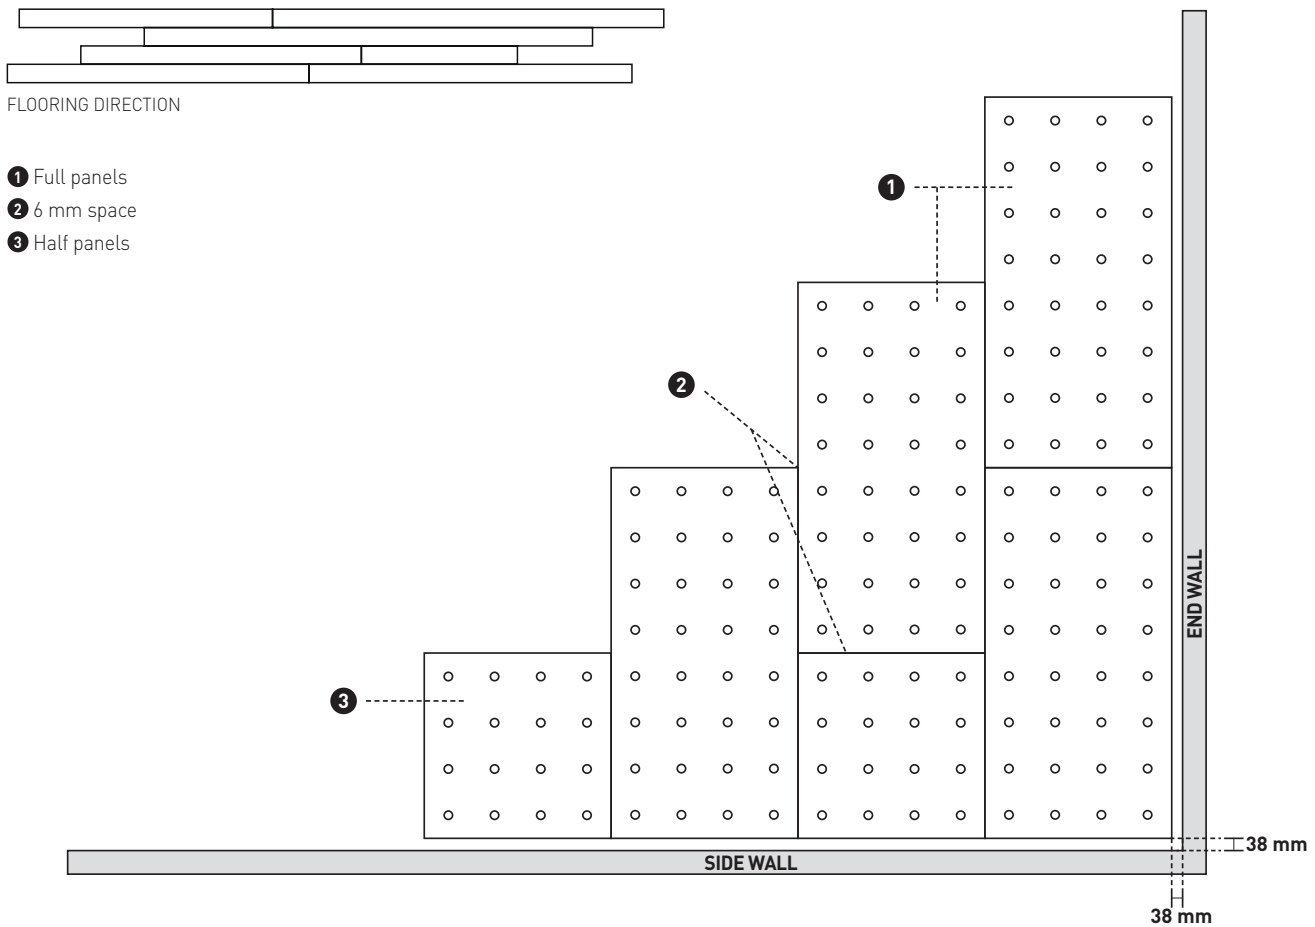 FLOORING DIRECTION
1 Full panels
2 6 mm space
3 Half panels
1
2
3
END WALL
SIDE WALL
38 mm
38 mm